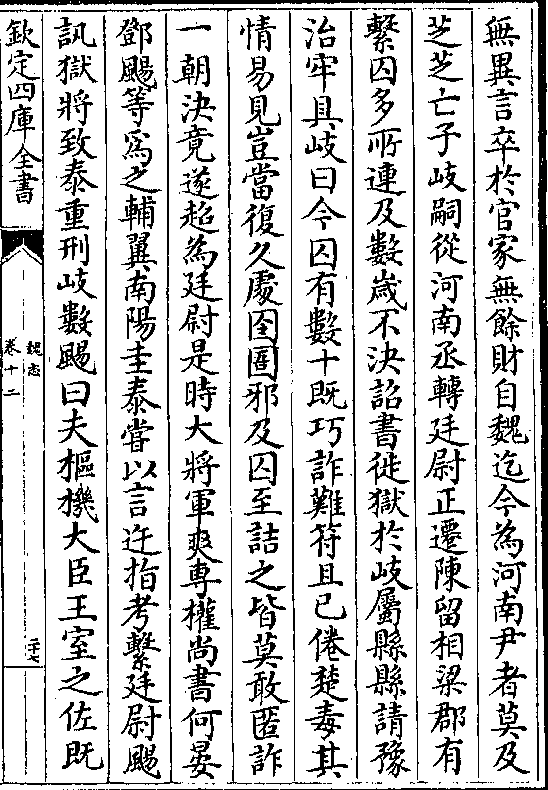 無異言卒於官家無餘財自魏迄今為河南尹者莫及
芝芝亡子岐嗣從河南丞轉廷尉正遷陳留相梁郡有
繫囚多所連及數歲不決詔書徙獄於岐屬縣縣請豫
治牢具岐曰今囚有數十既巧詐難符且已倦楚毒其
情易見豈當復久處囹圄邪及囚至詰之皆莫敢匿詐
一朝決竟遂超為廷尉是時大將軍爽專權尚書何晏
鄧颺等為之輔翼南陽圭泰嘗以言迕指考繫廷尉颺
訊獄將致泰重刑岐數颺曰夫樞機大臣王室之佐既
欽定四庫全書
魏志
卷十二
二十七